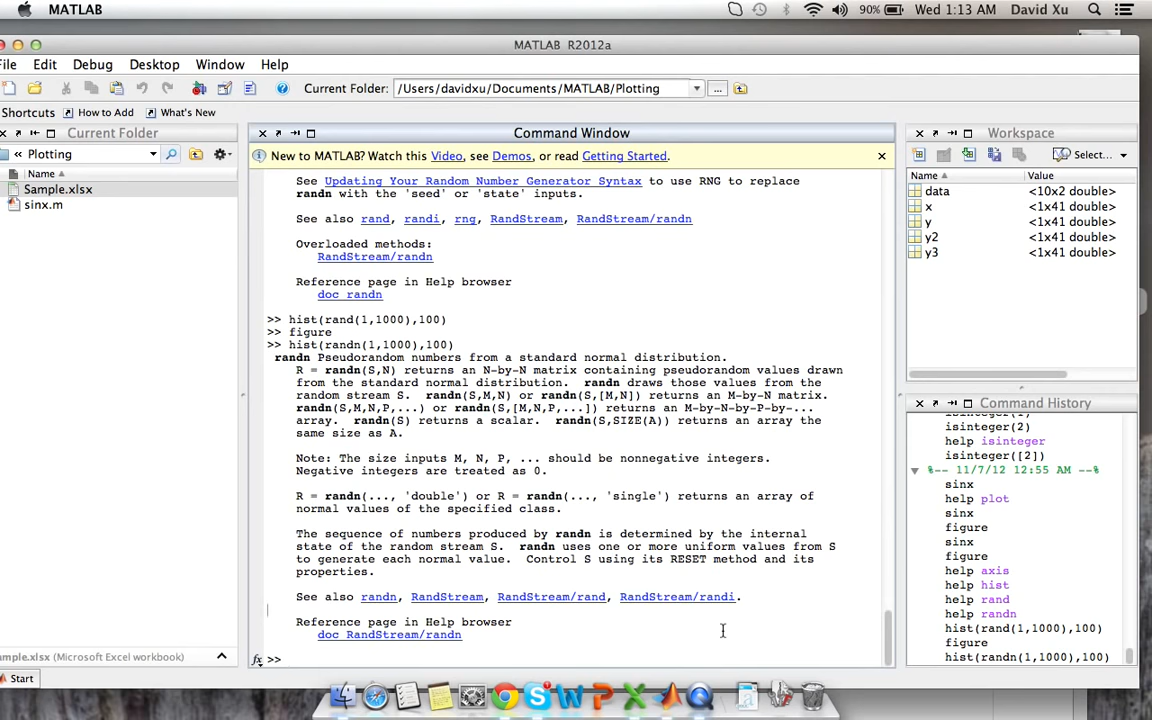 MATLAB
90%
Wed 1:13 AM
David Xu
MATLAB R2012a
File Edit Debug Desktop Window Help
Current Folder: /Users/davidxu/Documents/MATLAB/Plotting
...
Shortcuts How to Add What's New
Current Folder
« Plotting
Name
Sample.xlsx
sinx.m
ample.xlsx (Microsoft Excel workbook)
Start
Command Window
New to MATLAB? Watch this Video, see Demos, or read Getting Started.
See Updating Your Random Number Generator Syntax to use RNG to replace
randn with the 'seed' or 'state' inputs.
See also rand, randi, rng, RandStream, RandStream/randn
Overloaded methods:
RandStream/randn
Reference page in Help browser
doc randn
>> hist(rand(1,1000),100)
>> figure
>> hist(randn(1,1000),100)
randn Pseudorandom numbers from a standard normal distribution.
R = randn(S,N) returns an N-by-N matrix containing pseudorandom values drawn
from the standard normal distribution. randn draws those values from the
random stream S. randn(S,M,N) or randn(S,[M,N]) returns an M-by-N matrix.
randn(S,M,N,P,...) or randn(S,[M,N,P,...]) returns an M-by-N-by-P-by-...
array. randn(S) returns a scalar. randn(S,SIZE(A)) returns an array the
same size as A.
Note: The size inputs M, N, P, ... should be nonnegative integers.
Negative integers are treated as 0.
R = randn(..., 'double') or R = randn(..., 'single') returns an array of
normal values of the specified class.
The sequence of numbers produced by randn is determined by the internal
state of the random stream S. randn uses one or more uniform values from S
to generate each normal value. Control S using its RESET method and its
properties.
See also randn, RandStream, RandStream/rand, RandStream/randi.
Reference page in Help browser
doc RandStream/randn
fx >>
Workspace
Select...
Name Value
data <10x2 double>
x <1x41 double>
y <1x41 double>
y2 <1x41 double>
y3 <1x41 double>
Command History
isinteger(1)
isinteger(2)
help isinteger
isinteger([2])
%-- 11/7/12 12:55 AM --%
sinx
help plot
sinx
figure
sinx
figure
help axis
help hist
help rand
help randn
hist(rand(1,1000),100)
figure
hist(randn(1,1000),100)